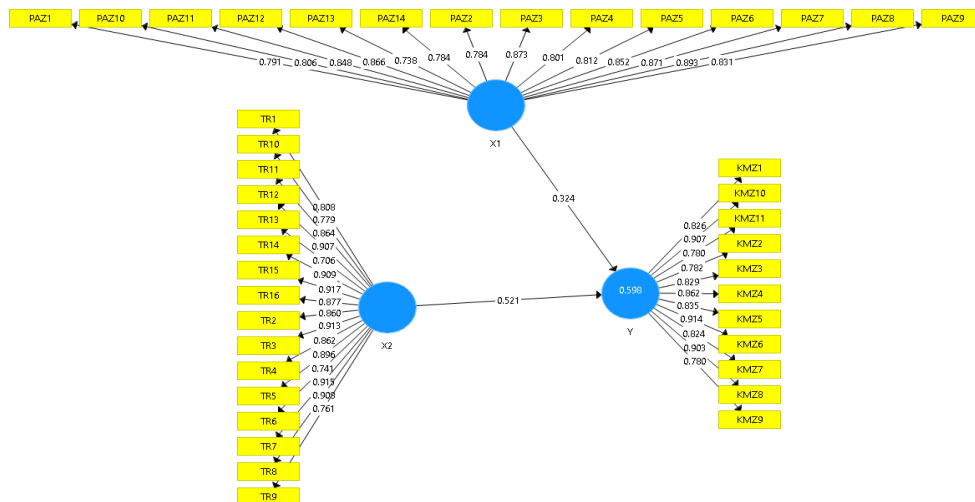 PAZ1 PAZ10 PAZ11 PAZ12 PAZ13 PAZ14 PAZ2 PAZ3 PAZ4 PAZ5 PAZ6 PAZ7 PAZ8 PAZ9
0.791 0.806 0.848 0.866 0.738 0.784 0.784 0.873 0.801 0.812 0.852 0.871 0.893 0.831
X1
TR1
TR10
TR11
TR12
TR13
TR14
TR15
TR16
TR2
TR3
TR4
TR5
TR6
TR7
TR8
TR9
0.808
0.779
0.864
0.907
0.706
0.909
0.917
0.877
0.860
0.913
0.862
0.896
0.741
0.915
0.908
0.761
X2
0.324
0.521
0.598
Y
0.826
0.907
0.780
0.782
0.829
0.862
0.835
0.914
0.824
0.903
0.780
KMZ1
KMZ10
KMZ11
KMZ2
KMZ3
KMZ4
KMZ5
KMZ6
KMZ7
KMZ8
KMZ9